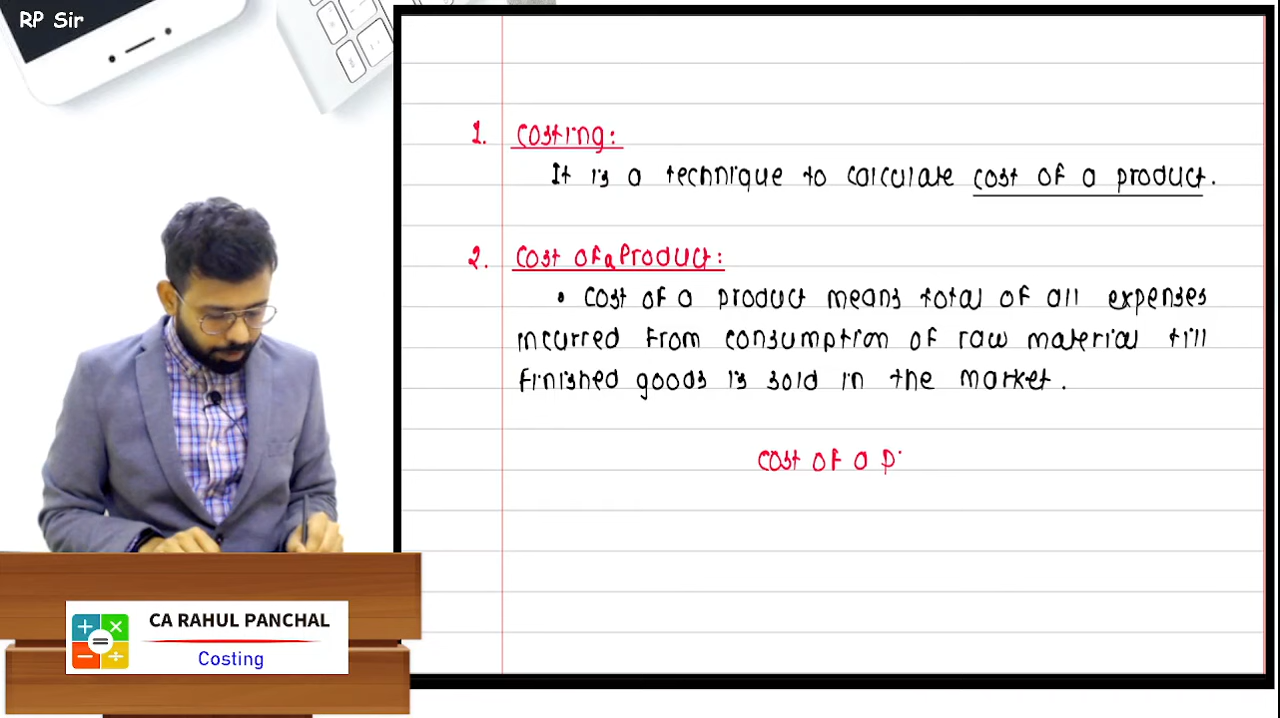 RP Sir
1. Costing:
It is a technique to calculate cost of a product.
2. Cost of a Product:
• Cost of a product means total of all expenses
incurred from consumption of raw material till
finished goods is sold in the market.
Cost of a p
CA RAHUL PANCHAL
Costing